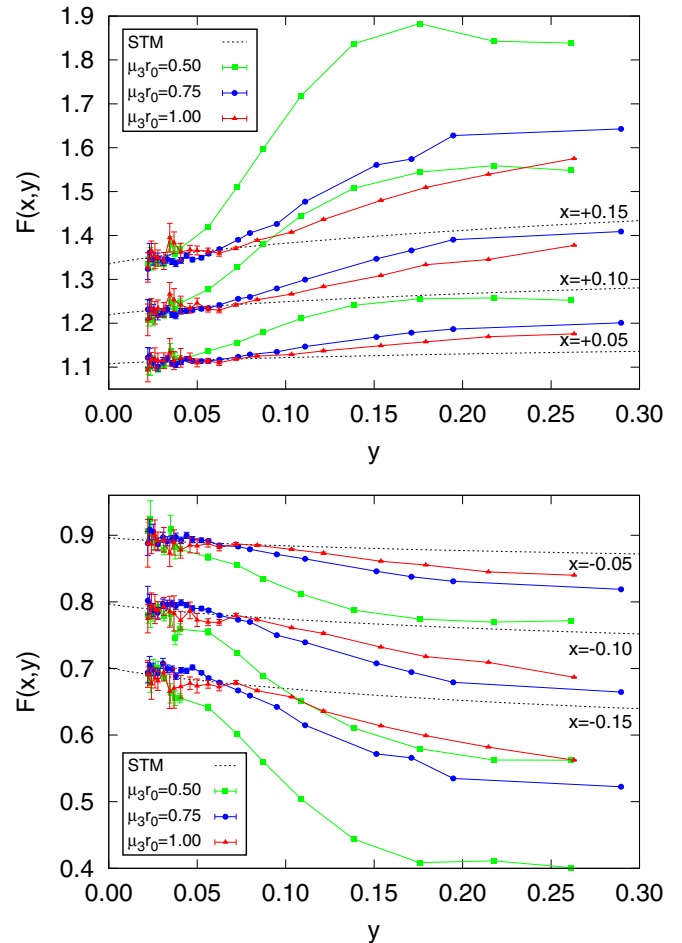 1.9
1.8
1.7
1.6
1.5
1.4
1.3
1.2
1.1
F(x,y)
STM
μ₃r₀=0.50
μ₃r₀=0.75
μ₃r₀=1.00
x=+0.15
x=+0.10
x=+0.05
0.00 0.05 0.10 0.15 0.20 0.25 0.30
y
0.9
0.8
0.7
0.6
0.5
0.4
F(x,y)
x=-0.05
x=-0.10
x=-0.15
STM
μ₃r₀=0.50
μ₃r₀=0.75
μ₃r₀=1.00
0.00 0.05 0.10 0.15 0.20 0.25 0.30
y